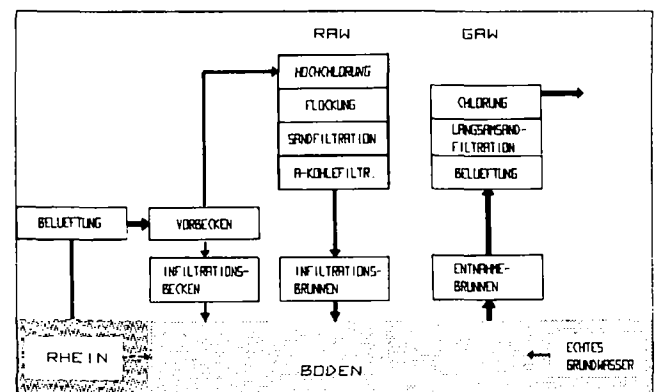 RAW
GAW
HOCHCHLORUNG
FLOCKUNG
SANDFILTRATION
A-KOHLEFILTR.
CHLORUNG
LANGSAMSAND-
FILTRATION
BELUEFTUNG
BELUEFTUNG
VORBECKEN
INFILTRATIONS-
BECKEN
INFILTRATIONS-
BRUNNEN
ENTNAHME-
BRUNNEN
RHEIN
BODEN
ECHTES
GRUNDWASSER